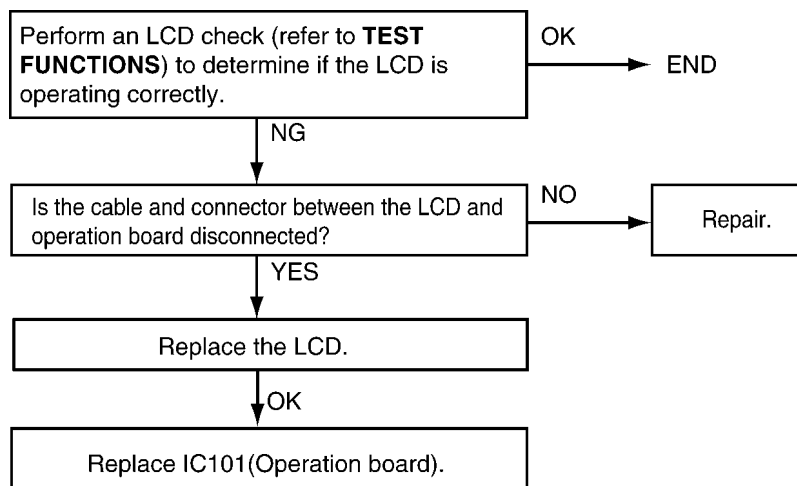 Perform an LCD check (refer to TEST
FUNCTIONS) to determine if the LCD is
operating correctly.
OK
END
NG
Is the cable and connector between the LCD and
operation board disconnected?
NO
Repair.
YES
Replace the LCD.
OK
Replace IC101(Operation board).